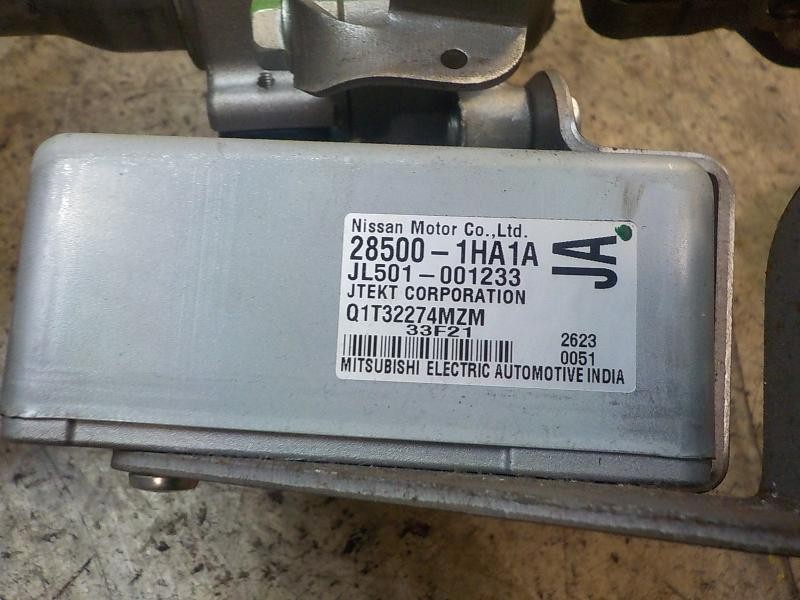 Nissan Motor Co.,Ltd.
28500-1HA1A
JA
JL501-001233
JTEKT CORPORATION
Q1T32274MZM
33F21
2623
0051
MITSUBISHI ELECTRIC AUTOMOTIVE INDIA